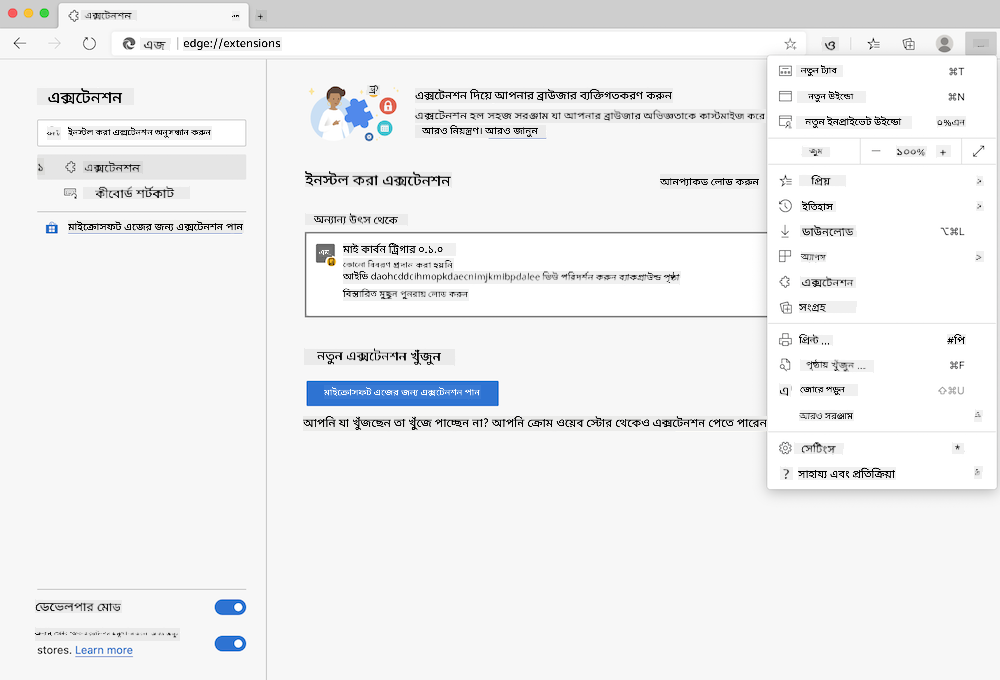 এক্সটেনশন
এজ edge://extensions
এক্সটেনশন
ইনস্টল করা এক্সটেনশন অনুসন্ধান করুন
এক্সটেনশন
কীবোর্ড শর্টকাট
মাইক্রোসফট এজের জন্য এক্সটেনশন পান
এক্সটেনশন দিয়ে আপনার ব্রাউজার ব্যক্তিগতকরণ করুন
এক্সটেনশন হল সহজ সরঞ্জাম যা আপনার ব্রাউজার অভিজ্ঞতাকে কাস্টমাইজ করে
আরও নিয়ন্ত্রণ। আরও জানুন
ইনস্টল করা এক্সটেনশন
আনপ্যাকড লোড করুন
অন্যান্য উৎস থেকে
মাই কার্বন ট্রিগার ০.১.০
কোনো বিবরণ প্রদান করা হয়নি
আইডি daohcddcihmopkdaecnimjkmibpdalee ভিউ পরিদর্শন করুন ব্যাকগ্রাউন্ড পৃষ্ঠা
বিস্তারিত মুছুন পুনরায় লোড করুন
নতুন এক্সটেনশন খুঁজুন
মাইক্রোসফট এজের জন্য এক্সটেনশন পান
আপনি যা খুঁজছেন তা খুঁজে পাচ্ছেন না? আপনি ক্রোম ওয়েব স্টোর থেকেও এক্সটেনশন পেতে পারেন
নতুন ট্যাব ⌘T
নতুন উইন্ডো ⌘N
নতুন ইনপ্রাইভেট উইন্ডো ০%এন
জুম — ১০০% +
প্রিয় >
ইতিহাস >
ডাউনলোড ⌥⌘L
অ্যাপস >
এক্সটেনশন
সংগ্রহ
প্রিন্ট ... #পি
পৃষ্ঠায় খুঁজুন ... ⌘F
জোরে পড়ুন ⇧⌘U
আরও সরঞ্জাম
সেটিংস
? সাহায্য এবং প্রতিক্রিয়া
ডেভেলপার মোড
stores. Learn more